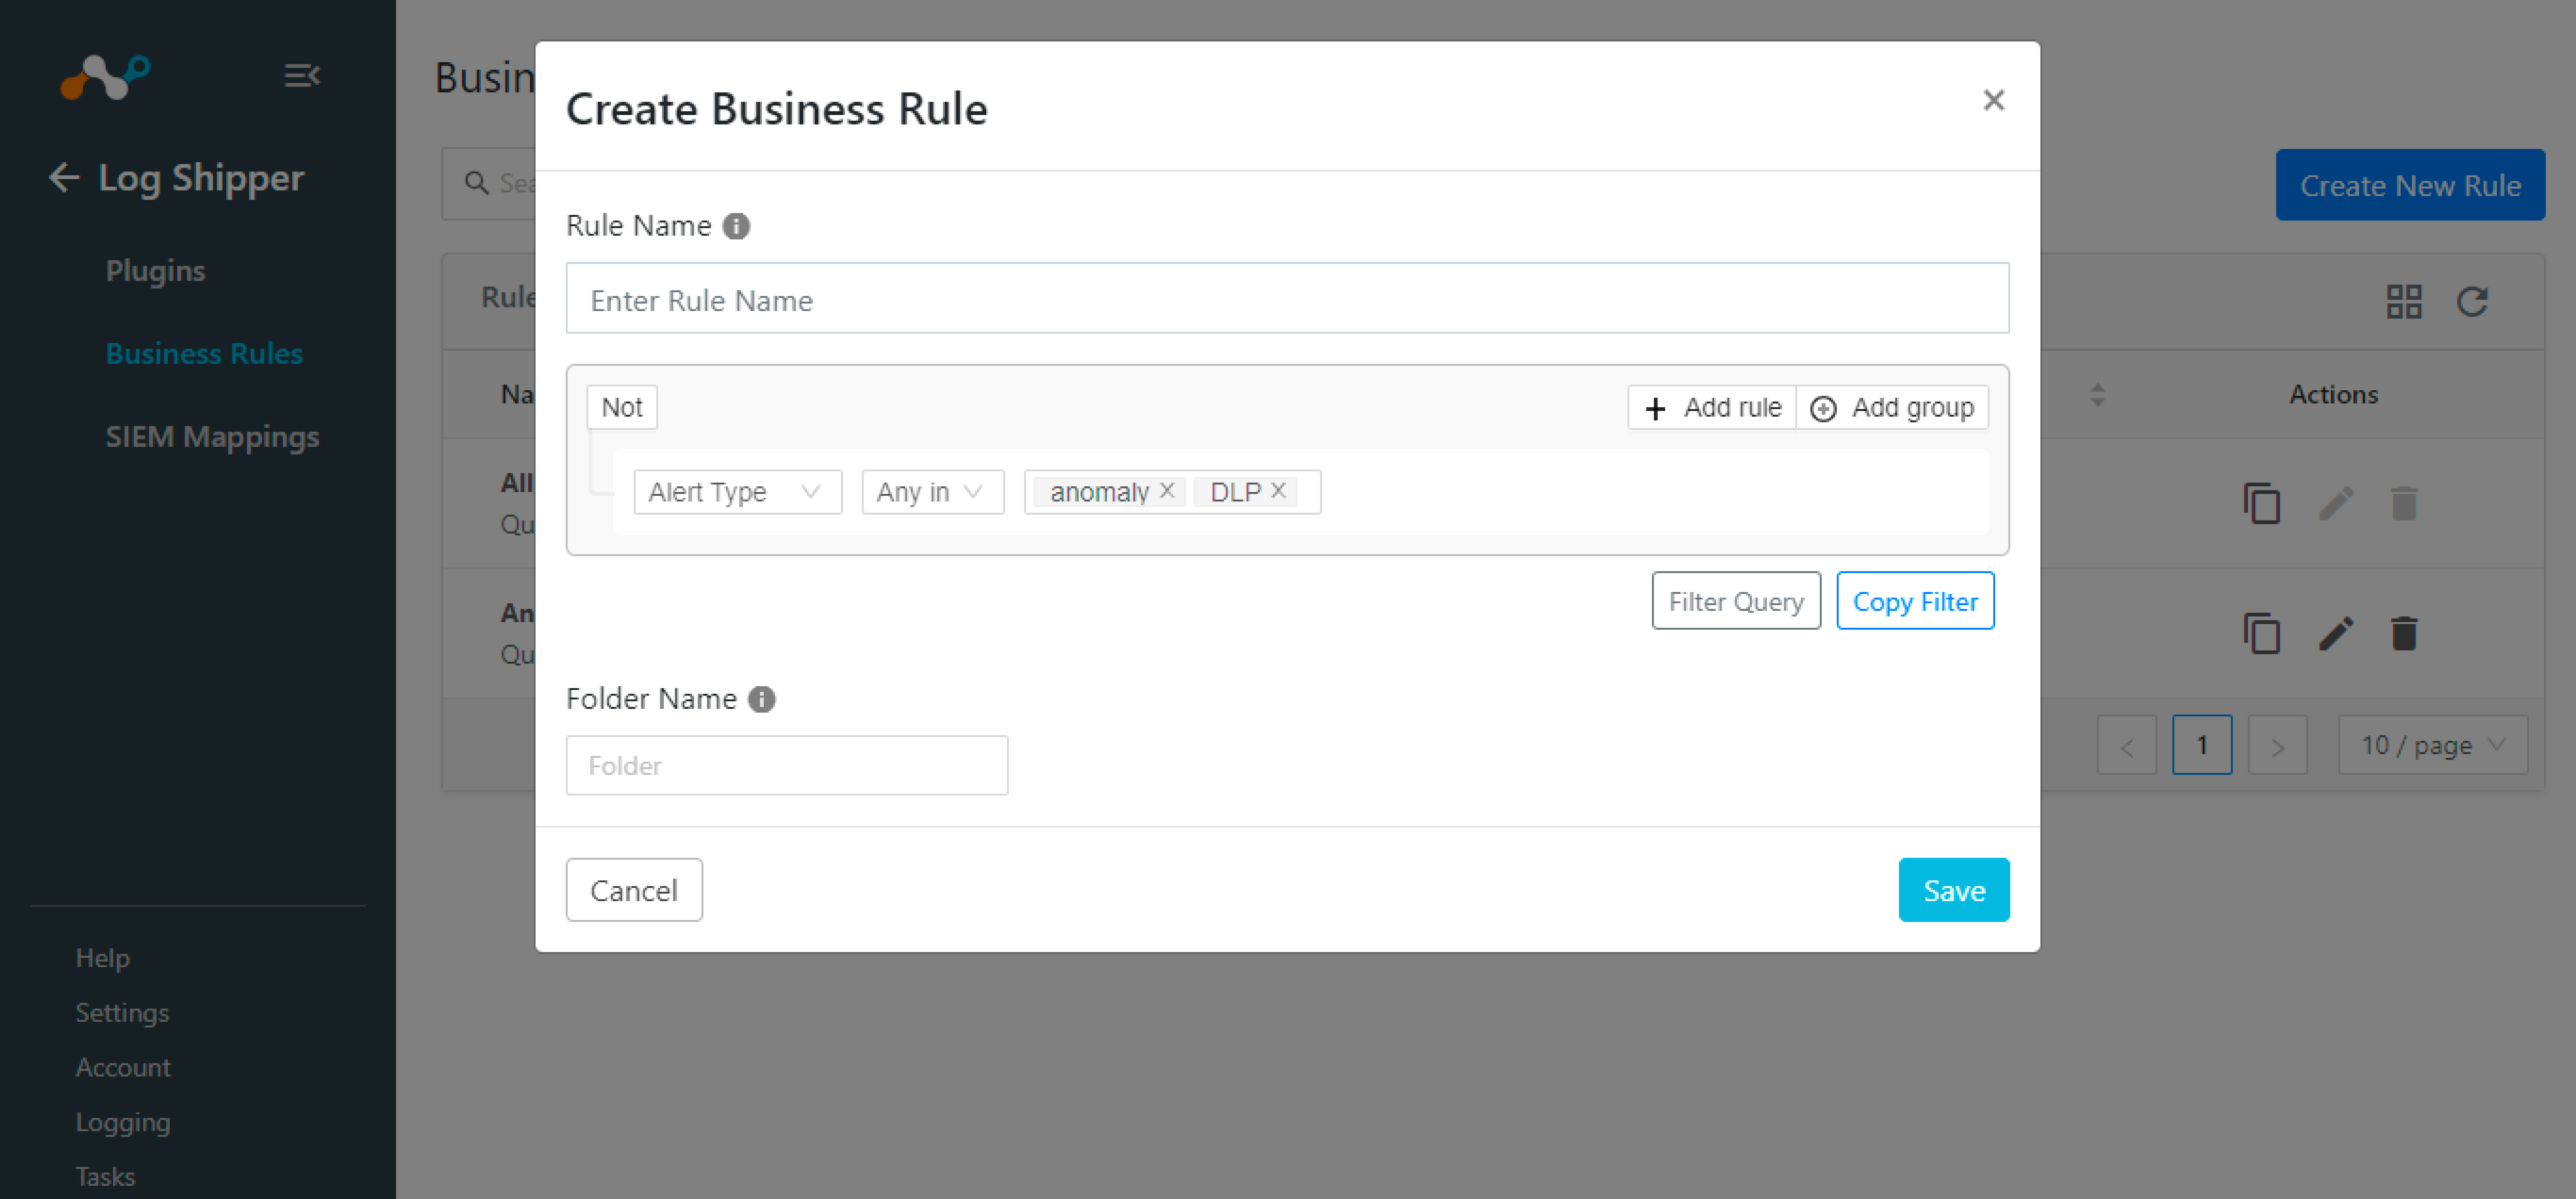 Log Shipper
Plugins
Business Rules
SIEM Mappings
Help
Settings
Account
Logging
Tasks
Busin
Sea
Create New Rule
Rule
Na
Actions
All
Qu
An
Qu
< 1 > 10 / page
Create Business Rule
Rule Name
Enter Rule Name
Not
Add rule
Add group
Alert Type
Any in
anomaly
DLP
Filter Query
Copy Filter
Folder Name
Folder
Cancel
Save